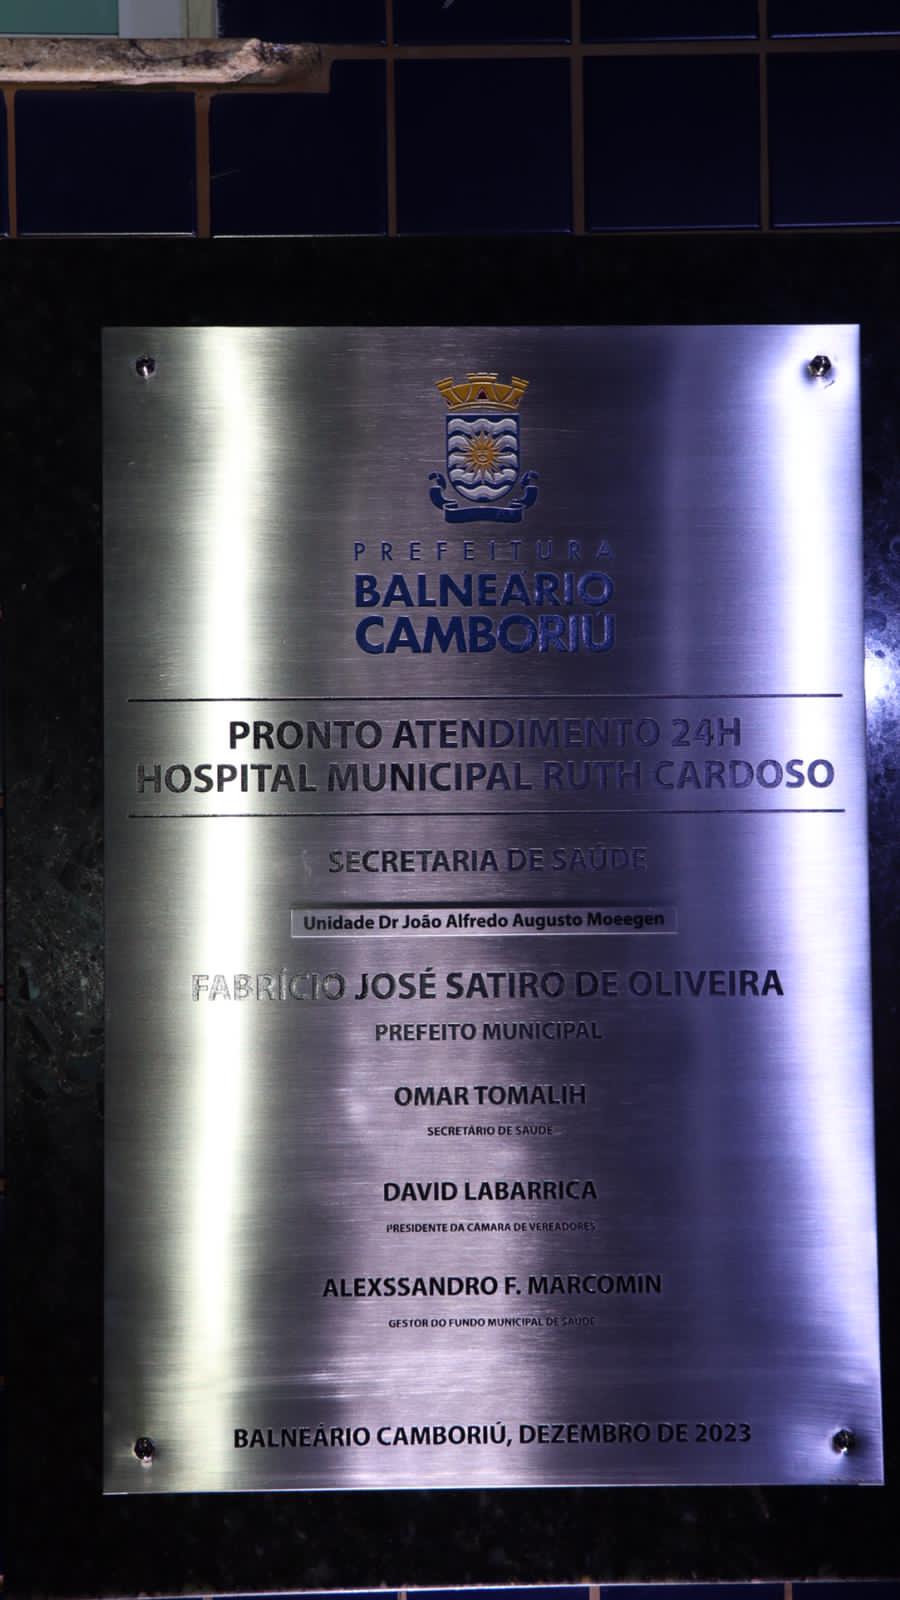 PREFEITURA
BALNEÁRIO
CAMBORIÚ
PRONTO ATENDIMENTO 24H
HOSPITAL MUNICIPAL RUTH CARDOSO
SECRETARIA DE SAÚDE
Unidade Dr João Alfredo Augusto Moeegen
FABRÍCIO JOSÉ SATIRO DE OLIVEIRA
PREFEITO MUNICIPAL
OMAR TOMALIH
SECRETÁRIO DE SAÚDE
DAVID LABARRICA
PRESIDENTE DA CÂMARA DE VEREADORES
ALEXSSANDRO F. MARCOMIN
GESTOR DO FUNDO MUNICIPAL DE SAÚDE
BALNEÁRIO CAMBORIÚ, DEZEMBRO DE 2023